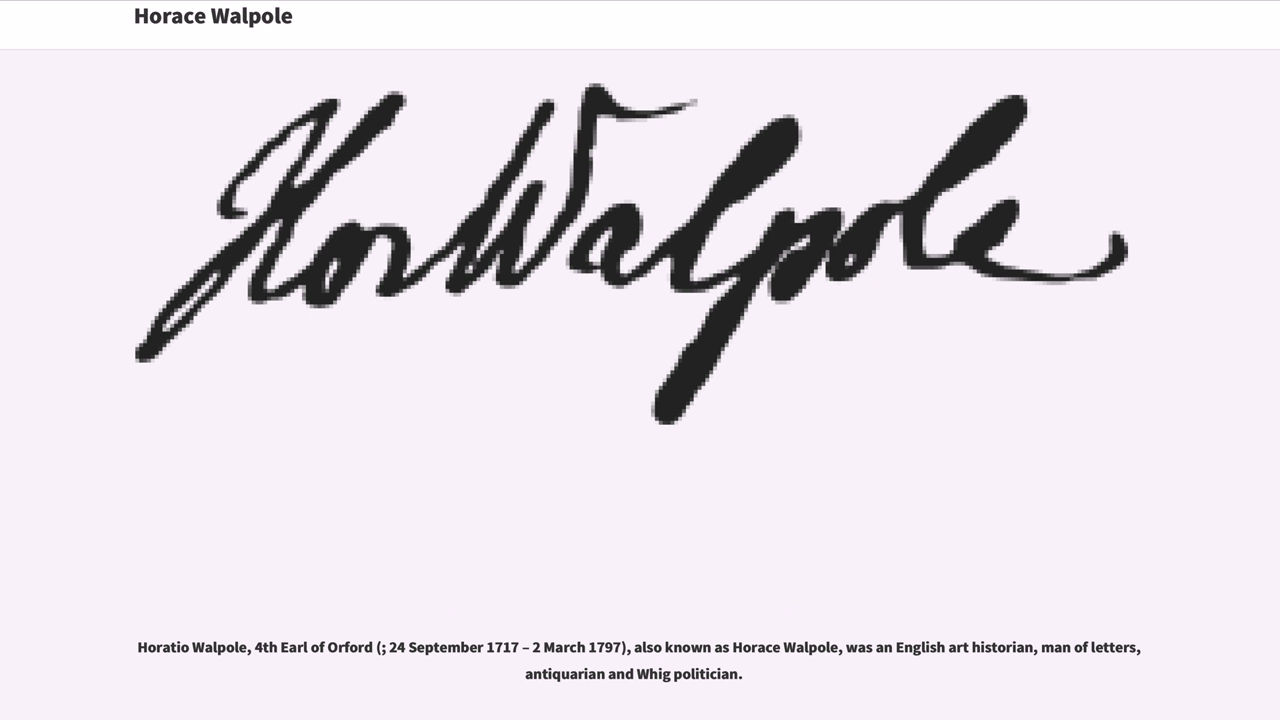 Horace Walpole
Hor Walpole
Horatio Walpole, 4th Earl of Orford (; 24 September 1717 – 2 March 1797), also known as Horace Walpole, was an English art historian, man of letters,
antiquarian and Whig politician.